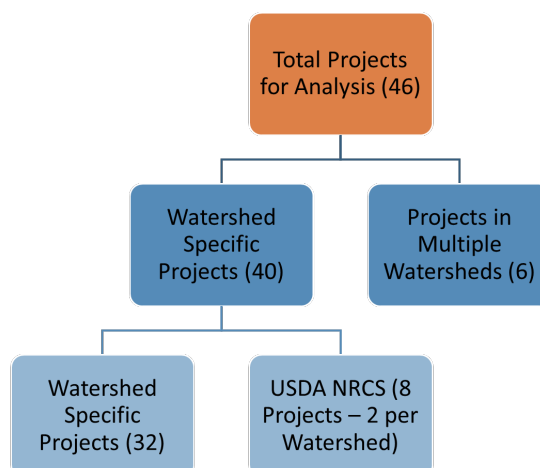 Total Projects
for Analysis (46)
Watershed
Specific
Projects (40)
Projects in
Multiple
Watersheds (6)
Watershed
Specific
Projects (32)
USDA NRCS (8
Projects – 2 per
Watershed)